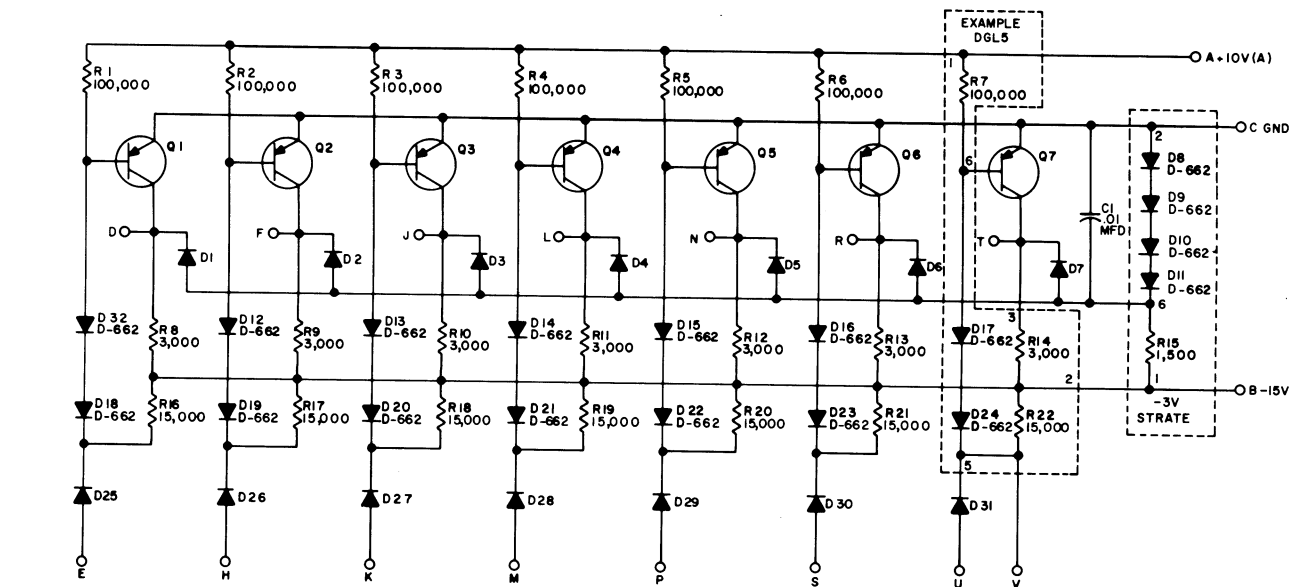 EXAMPLE
DGL5
A+10V(A)
R1
100,000
R2
100,000
R3
100,000
R4
100,000
R5
100,000
R6
100,000
1
R7
100,000
C GND
Q1
Q2
Q3
Q4
Q5
Q6
6
Q7
C1
.01
MFD
2
D8
D-662
D9
D-662
D10
D-662
D11
D-662
6
D
D1
F
D2
J
D3
L
D4
N
D5
R
D6
T
D7
3
D32
D-662
R8
3,000
D12
D-662
R9
3,000
D13
D-662
R10
3,000
D14
D-662
R11
3,000
D15
D-662
R12
3,000
D16
D-662
R13
3,000
D17
D-662
R14
3,000
R15
1,500
2
1
B-15V
-3V
STRATE
D18
D-662
R16
15,000
D19
D-662
R17
15,000
D20
D-662
R18
15,000
D21
D-662
R19
15,000
D22
D-662
R20
15,000
D23
D-662
R21
15,000
D24
D-662
R22
15,000
5
D25
D26
D27
D28
D29
D30
D31
E
H
K
M
P
S
U
V